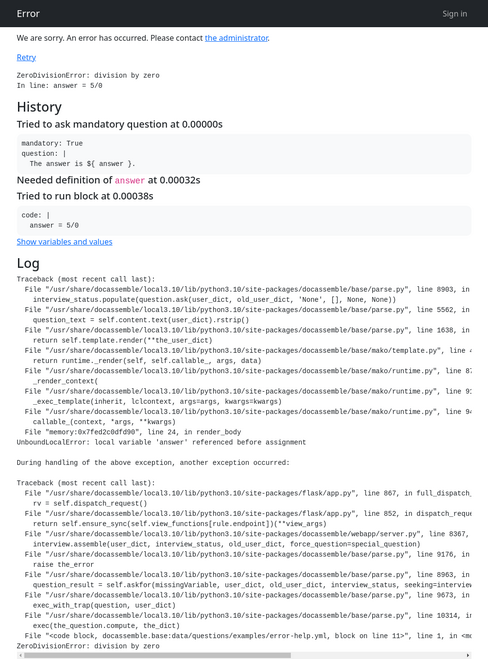 Error
Sign in
We are sorry. An error has occurred. Please contact the administrator.
Retry
ZeroDivisionError: division by zero
In line: answer = 5/0
History
Tried to ask mandatory question at 0.00000s
mandatory: True
question: |
  The answer is ${ answer }.
Needed definition of answer at 0.00032s
Tried to run block at 0.00038s
code: |
  answer = 5/0
Show variables and values
Log
Traceback (most recent call last):
  File "/usr/share/docassemble/local3.10/lib/python3.10/site-packages/docassemble/base/parse.py", line 8903, in
    interview_status.populate(question.ask(user_dict, old_user_dict, 'None', [], None, None))
  File "/usr/share/docassemble/local3.10/lib/python3.10/site-packages/docassemble/base/parse.py", line 5562, in
    question_text = self.content.text(user_dict).rstrip()
  File "/usr/share/docassemble/local3.10/lib/python3.10/site-packages/docassemble/base/parse.py", line 1638, in
    return self.template.render(**the_user_dict)
  File "/usr/share/docassemble/local3.10/lib/python3.10/site-packages/docassemble/base/mako/template.py", line
    return runtime._render(self, self.callable_, args, data)
  File "/usr/share/docassemble/local3.10/lib/python3.10/site-packages/docassemble/base/mako/runtime.py", line
    _render_context(
  File "/usr/share/docassemble/local3.10/lib/python3.10/site-packages/docassemble/base/mako/runtime.py", line
    _exec_template(inherit, lclcontext, args=args, kwargs=kwargs)
  File "/usr/share/docassemble/local3.10/lib/python3.10/site-packages/docassemble/base/mako/runtime.py", line
    callable_(context, *args, **kwargs)
  File "memory:0x7fed2c0dfd90", line 24, in render_body
UnboundLocalError: local variable 'answer' referenced before assignment
During handling of the above exception, another exception occurred:
Traceback (most recent call last):
  File "/usr/share/docassemble/local3.10/lib/python3.10/site-packages/flask/app.py", line 867, in full_dispatch_
    rv = self.dispatch_request()
  File "/usr/share/docassemble/local3.10/lib/python3.10/site-packages/flask/app.py", line 852, in dispatch_reque
    return self.ensure_sync(self.view_functions[rule.endpoint])(**view_args)
  File "/usr/share/docassemble/local3.10/lib/python3.10/site-packages/docassemble/webapp/server.py", line 8367,
    interview.assemble(user_dict, interview_status, old_user_dict, force_question=special_question)
  File "/usr/share/docassemble/local3.10/lib/python3.10/site-packages/docassemble/base/parse.py", line 9176, in
    raise the_error
  File "/usr/share/docassemble/local3.10/lib/python3.10/site-packages/docassemble/base/parse.py", line 8963, in
    question_result = self.askfor(missingVariable, user_dict, old_user_dict, interview_status, seeking=interview
  File "/usr/share/docassemble/local3.10/lib/python3.10/site-packages/docassemble/base/parse.py", line 9673, in
    exec_with_trap(question, user_dict)
  File "/usr/share/docassemble/local3.10/lib/python3.10/site-packages/docassemble/base/parse.py", line 10314, in
    exec(the_question.compute, the_dict)
  File "<code block, docassemble.base:data/questions/examples/error-help.yml, block on line 11>", line 1, in
ZeroDivisionError: division by zero